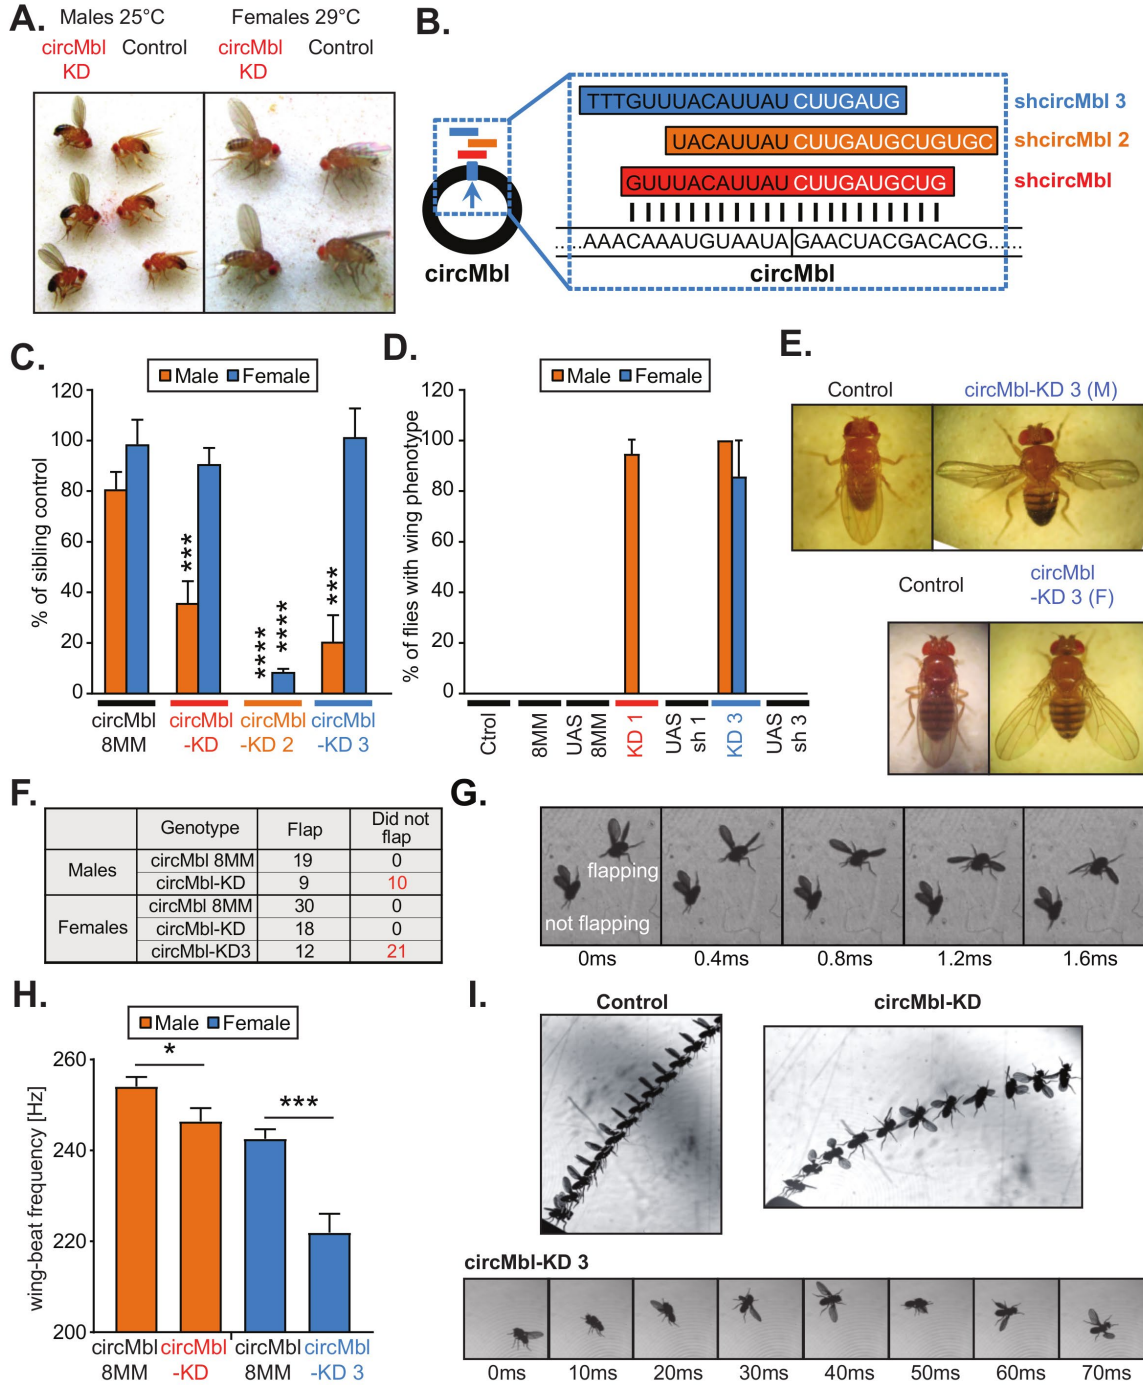 A.
Males 25°C Females 29°C
circMbl KD Control circMbl KD Control
B.
TTTGUUUACAUUAU CUUGAUG shcircMbl 3
UACAUUAU CUUGAUGCUGUGC shcircMbl 2
GUUUACAUUAU CUUGAUGCUG shcircMbl
.....AAACAAAUGUAAUA GAACUACGACACG......
circMbl circMbl
C.
Male Female
% of sibling control
120
100
80
60
40
20
0
*** **** **** ***
circMbl 8MM circMbl -KD circMbl -KD 2 circMbl -KD 3
D.
Male Female
% of flies with wing phenotype
120
100
80
60
40
20
0
Ctrol 8MM UAS 8MM KD 1 UAS sh 1 KD 3 UAS sh 3
E.
Control circMbl-KD 3 (M)
Control circMbl -KD 3 (F)
F.
Genotype Flap Did not flap
Males circMbl 8MM 19 0
circMbl-KD 9 10
Females circMbl 8MM 30 0
circMbl-KD 18 0
circMbl-KD3 12 21
G.
flapping
not flapping
0ms 0.4ms 0.8ms 1.2ms 1.6ms
H.
Male Female
wing-beat frequency [Hz]
260
240
220
200
* ***
circMbl 8MM circMbl -KD circMbl 8MM circMbl -KD 3
I.
Control circMbl-KD
circMbl-KD 3
0ms 10ms 20ms 30ms 40ms 50ms 60ms 70ms